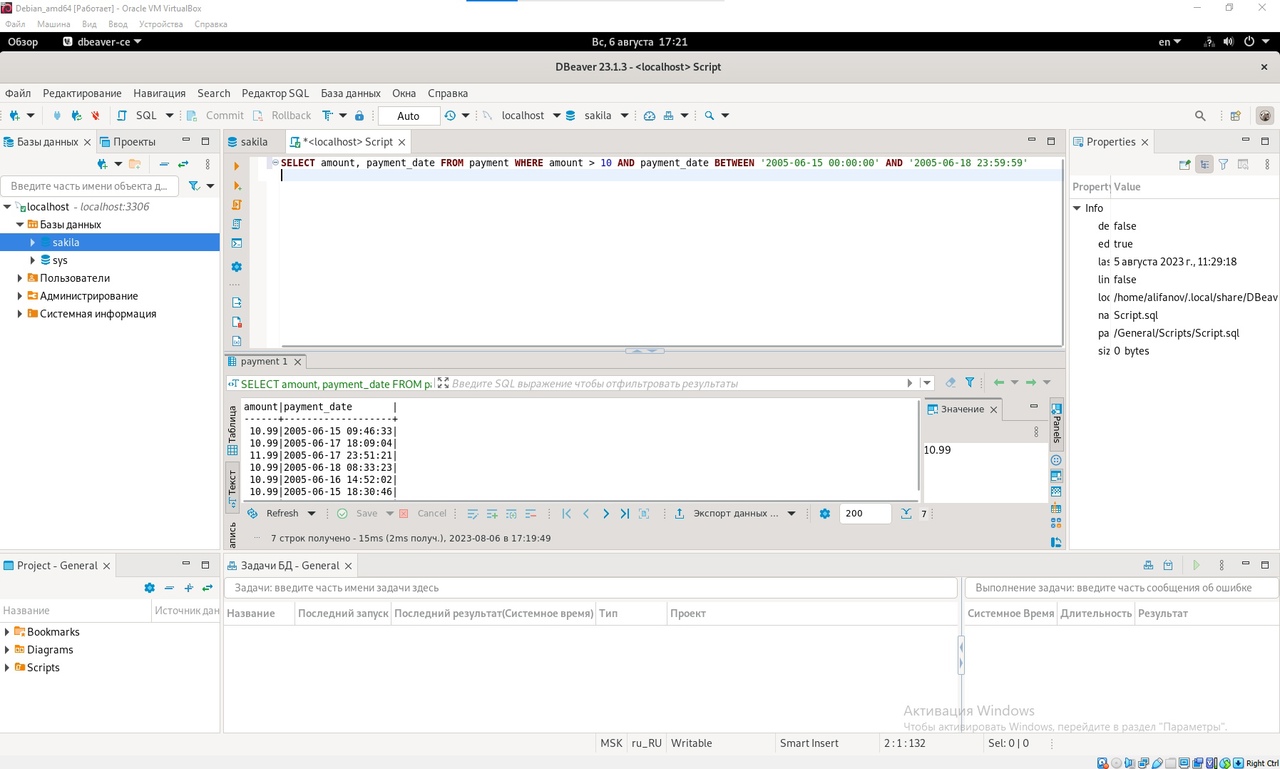 Debian_amd64 [Работает] - Oracle VM VirtualBox
Файл Машина Вид Ввод Устройства Справка
Обзор dbeaver-ce Вс, 6 августа 17:21 en
DBeaver 23.1.3 - <localhost> Script
Файл Редактирование Навигация Search Редактор SQL База данных Окна Справка
SQL Commit Rollback Auto localhost sakila
Базы данных Проекты
Введите часть имени объекта д...
localhost - localhost:3306
Базы данных
sakila
sys
Пользователи
Администрирование
Системная информация
sakila *<localhost> Script
SELECT amount, payment_date FROM payment WHERE amount > 10 AND payment_date BETWEEN '2005-06-15 00:00:00' AND '2005-06-18 23:59:59'
payment 1
SELECT amount, payment_date FROM pa Введите SQL выражение чтобы отфильтровать результаты
Таблица
Текст
апись
amount|payment_date |
------+-------------------+
10.99|2005-06-15 09:46:33|
10.99|2005-06-17 18:09:04|
11.99|2005-06-17 23:51:21|
10.99|2005-06-18 08:33:23|
10.99|2005-06-16 14:52:02|
10.99|2005-06-15 18:30:46|
Значение
10.99
Panels
Refresh Save Cancel Экспорт данных ... 200 7
7 строк получено - 15ms (2ms получ.), 2023-08-06 в 17:19:49
Properties
Propert Value
Info
de false
ed true
las 5 августа 2023 г., 11:29:18
lin false
loc /home/alifanov/.local/share/DBeav
na Script.sql
pa /General/Scripts/Script.sql
siz 0 bytes
Project - General
Название Источник дан
Bookmarks
Diagrams
Scripts
Задачи БД - General
Задачи: введите часть имени задачи здесь
Название Последний запуск Последний результат(Системное время) Тип Проект
Выполнение задачи: введите часть сообщения об ошибке
Системное Время Длительность Результат
Активация Windows
Чтобы активировать Windows, перейдите в раздел "Параметры".
MSK ru_RU Writable Smart Insert 2 : 1 : 132 Sel: 0 | 0
Right Ctrl